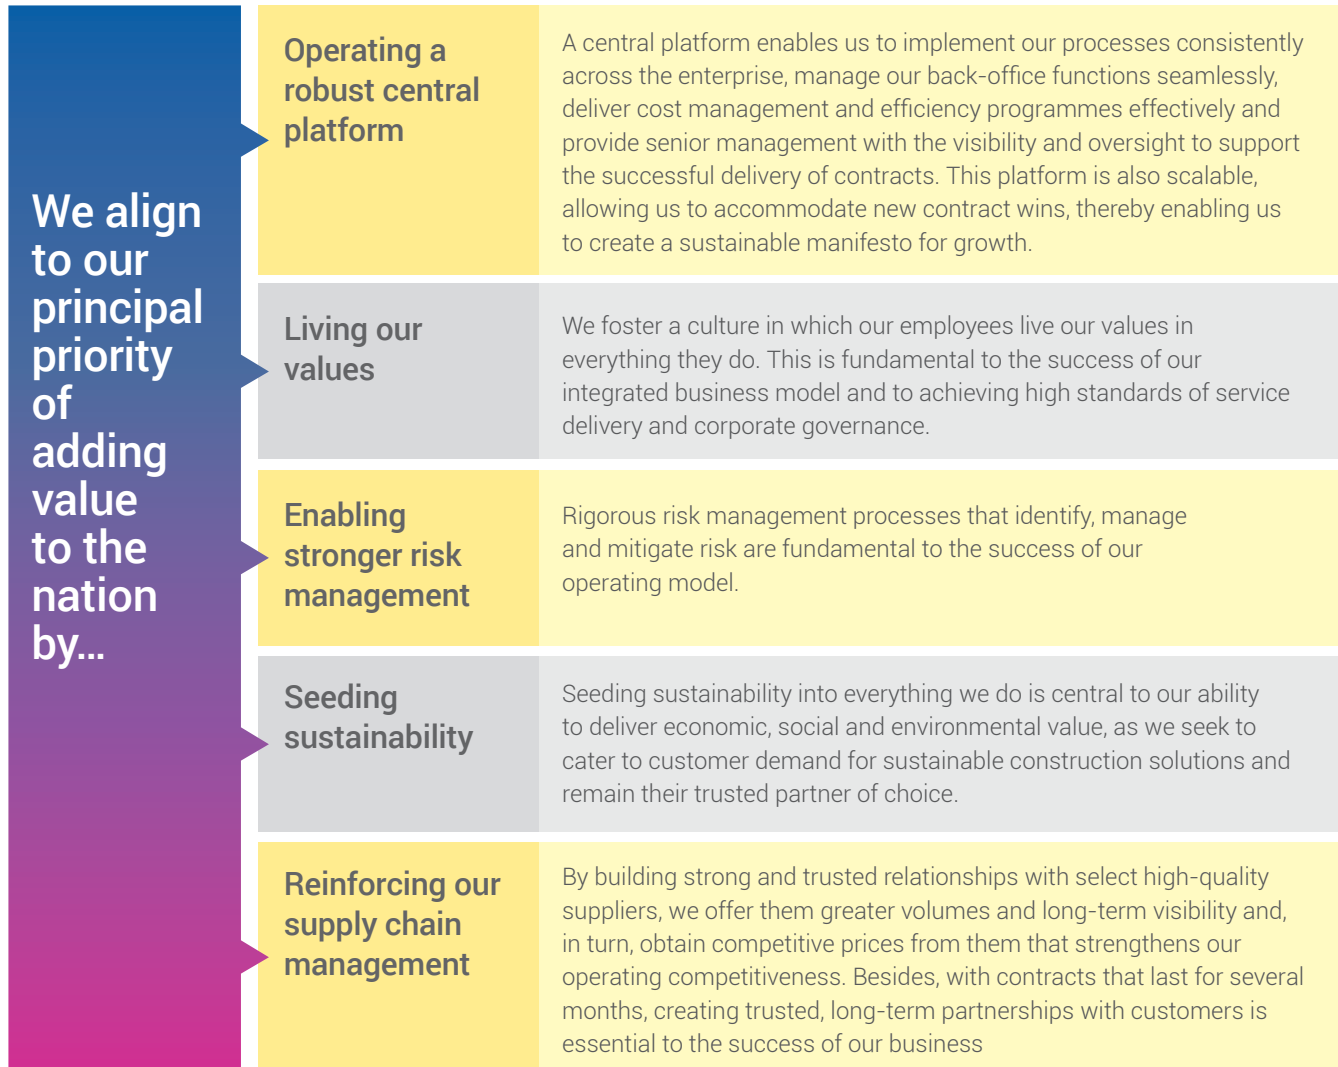 We align
to our
principal
priority
of
adding
value
to the
nation
by...
Operating a
robust central
platform
A central platform enables us to implement our processes consistently
across the enterprise, manage our back-office functions seamlessly,
deliver cost management and efficiency programmes effectively and
provide senior management with the visibility and oversight to support
the successful delivery of contracts. This platform is also scalable,
allowing us to accommodate new contract wins, thereby enabling us
to create a sustainable manifesto for growth.
Living our
values
We foster a culture in which our employees live our values in
everything they do. This is fundamental to the success of our
integrated business model and to achieving high standards of service
delivery and corporate governance.
Enabling
stronger risk
management
Rigorous risk management processes that identify, manage
and mitigate risk are fundamental to the success of our
operating model.
Seeding
sustainability
Seeding sustainability into everything we do is central to our ability
to deliver economic, social and environmental value, as we seek to
cater to customer demand for sustainable construction solutions and
remain their trusted partner of choice.
Reinforcing our
supply chain
management
By building strong and trusted relationships with select high-quality
suppliers, we offer them greater volumes and long-term visibility and,
in turn, obtain competitive prices from them that strengthens our
operating competitiveness. Besides, with contracts that last for several
months, creating trusted, long-term partnerships with customers is
essential to the success of our business